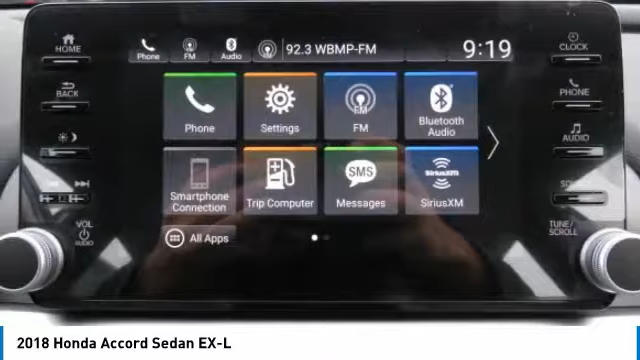 HOME
Phone
FM
Audio
92.3 WBMP-FM
9:19
CLOCK
BACK
Phone
Settings
FM
FM
Bluetooth
Audio
PHONE
AUDIO
Smartphone
Connection
Trip Computer
SMS
Messages
SiriusXM
SiriusXM
VOL
AUDIO
All Apps
TUNE/
SCROLL
2018 Honda Accord Sedan EX-L